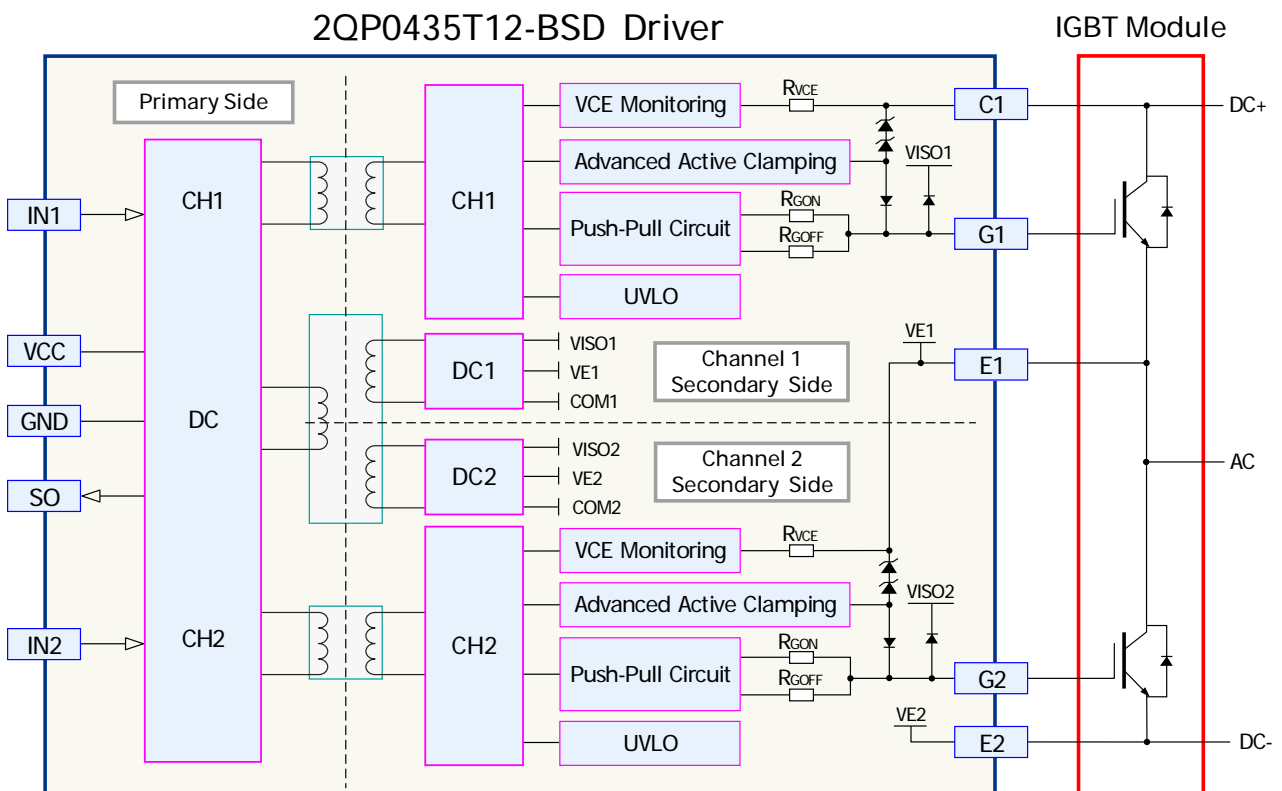 2QP0435T12-BSD Driver
IGBT Module
Primary Side
CH1
DC
CH2
IN1
VCC
GND
SO
IN2
CH1
VCE Monitoring
RVCE
Advanced Active Clamping
VISO1
Push-Pull Circuit
RGON
RGOFF
UVLO
C1
G1
DC+
DC1
VISO1
VE1
COM1
Channel 1
Secondary Side
VE1
E1
DC2
VISO2
VE2
COM2
Channel 2
Secondary Side
AC
CH2
VCE Monitoring
RVCE
Advanced Active Clamping
VISO2
Push-Pull Circuit
RGON
RGOFF
UVLO
G2
VE2
E2
DC-